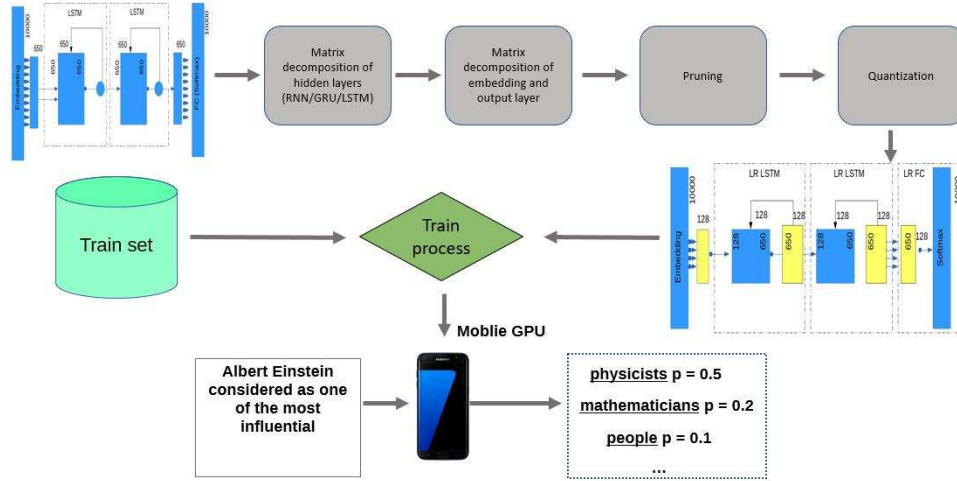 LSTM
LSTM
10000
650
650
650
650
650
650
650
10000
Embedding
FC (Softmax)
Matrix
decomposition of
hidden layers
(RNN/GRU/LSTM)
Matrix
decomposition of
embedding and
output layer
Pruning
Quantization
Train set
Train
process
LR LSTM
LR LSTM
LR FC
10000
128
128
128
128
128
128
10000
128
650
650
128
650
650
650
Embedding
Softmax
Moblie GPU
Albert Einstein
considered as one
of the most
influential
physicists p = 0.5
mathematicians p = 0.2
people p = 0.1
...